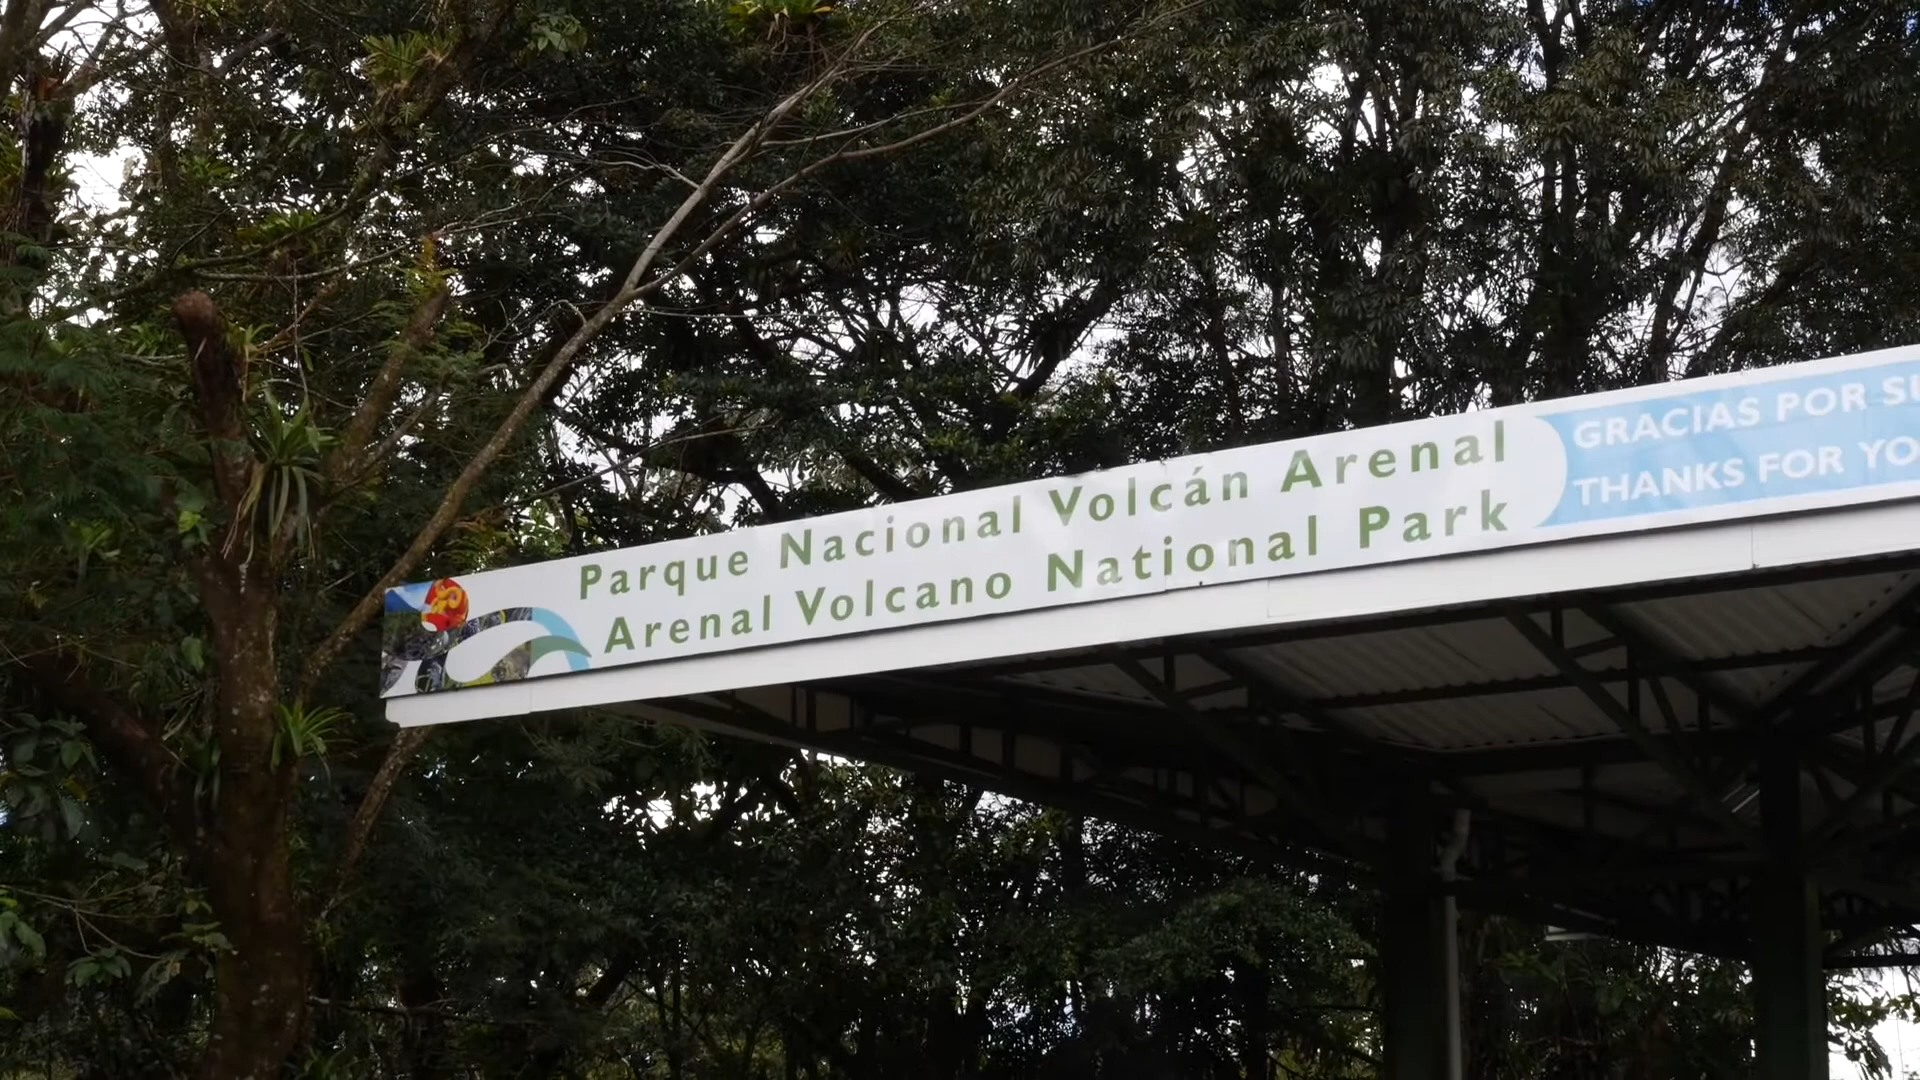 Parque Nacional Volcán Arenal
Arenal Volcano National Park
GRACIAS POR
THANKS FOR